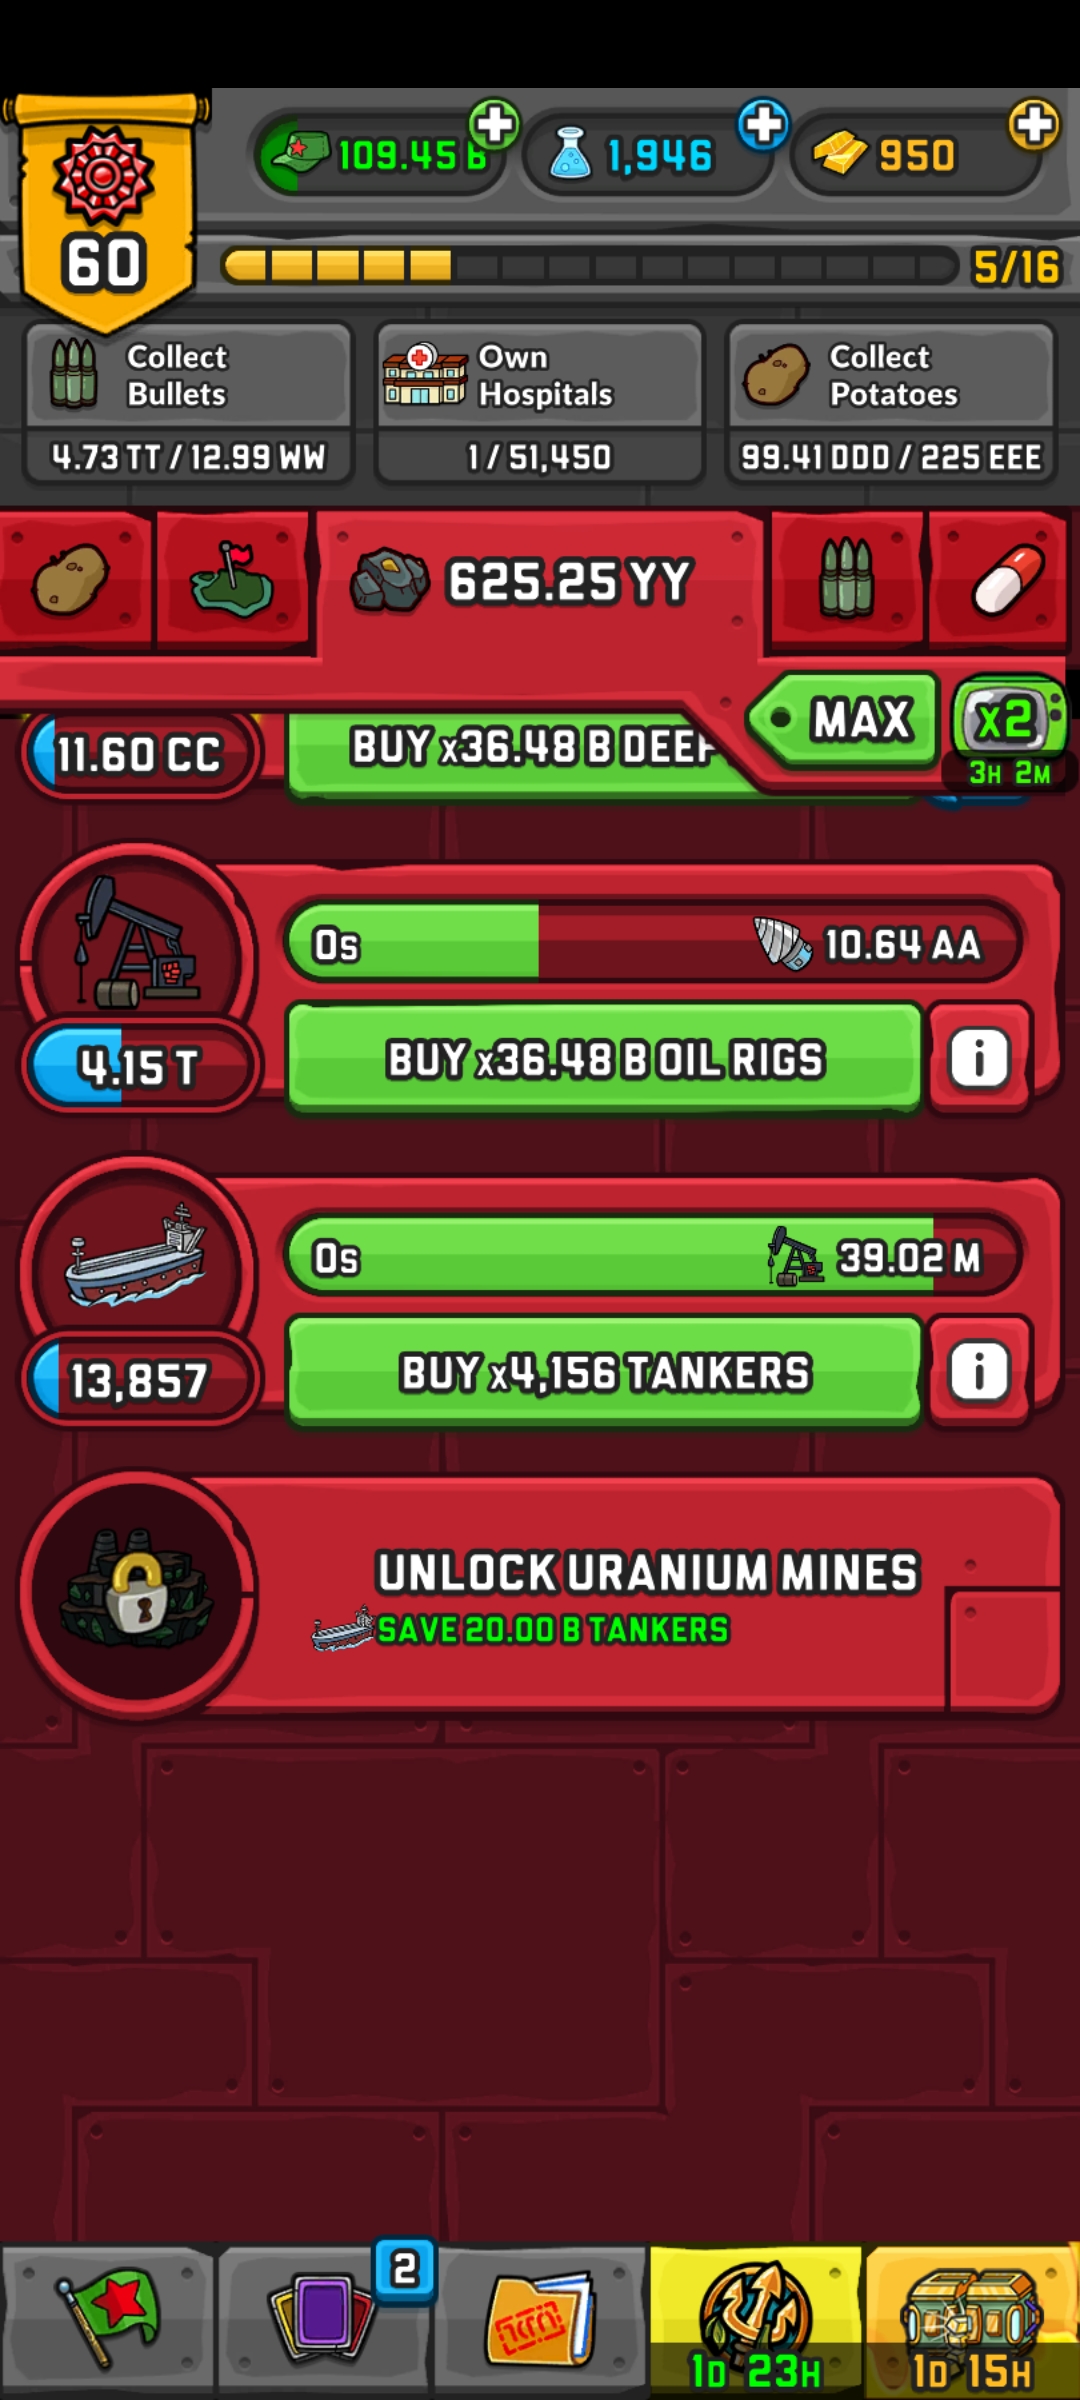 60
109.45 B
1,946
950
5/16
Collect Bullets
4.73 TT / 12.99 WW
Own Hospitals
1 / 51,450
Collect Potatoes
99.41 DDD / 225 EEE
625.25 YY
MAX
x2
3H 2M
11.60 CC
BUY x36.48 B DEEP
0s
10.64 AA
4.15 T
BUY x36.48 B OIL RIGS
i
0s
39.02 M
13,857
BUY x4,156 TANKERS
i
UNLOCK URANIUM MINES
SAVE 20.00 B TANKERS
2
1D 23H
1D 15H